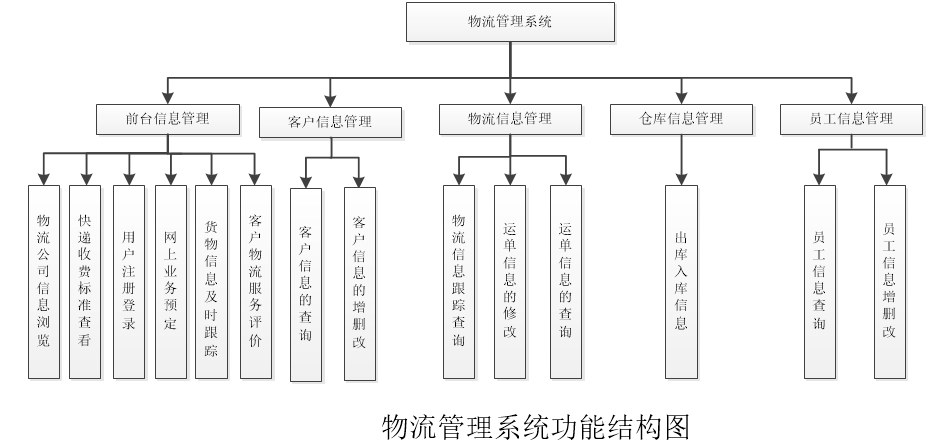 物流管理系统
前台信息管理
客户信息管理
物流信息管理
仓库信息管理
员工信息管理
物流公司信息浏览
快递收费标准查看
用户注册登录
网上业务预定
货物信息及时跟踪
客户物流服务评价
客户信息的查询
客户信息的增删改
物流信息跟踪查询
运单信息的修改
运单信息的查询
出库入库信息
员工信息查询
员工信息增删改
物流管理系统功能结构图